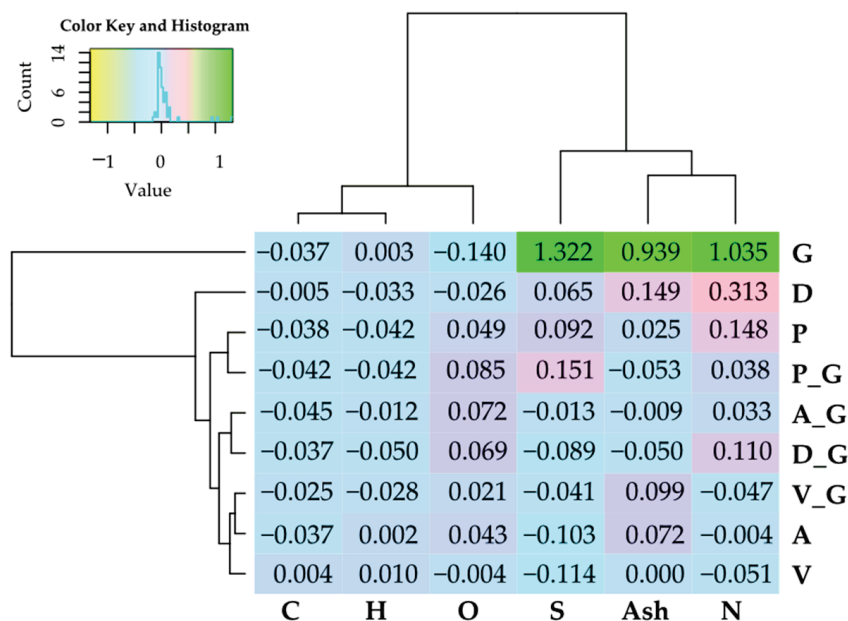 Color Key and Histogram
Count
0 6 14
−1 0 1
Value
−0.037 0.003 −0.140 1.322 0.939 1.035 G
−0.005 −0.033 −0.026 0.065 0.149 0.313 D
−0.038 −0.042 0.049 0.092 0.025 0.148 P
−0.042 −0.042 0.085 0.151 −0.053 0.038 P_G
−0.045 −0.012 0.072 −0.013 −0.009 0.033 A_G
−0.037 −0.050 0.069 −0.089 −0.050 0.110 D_G
−0.025 −0.028 0.021 −0.041 0.099 −0.047 V_G
−0.037 0.002 0.043 −0.103 0.072 −0.004 A
0.004 0.010 −0.004 −0.114 0.000 −0.051 V
C H O S Ash N